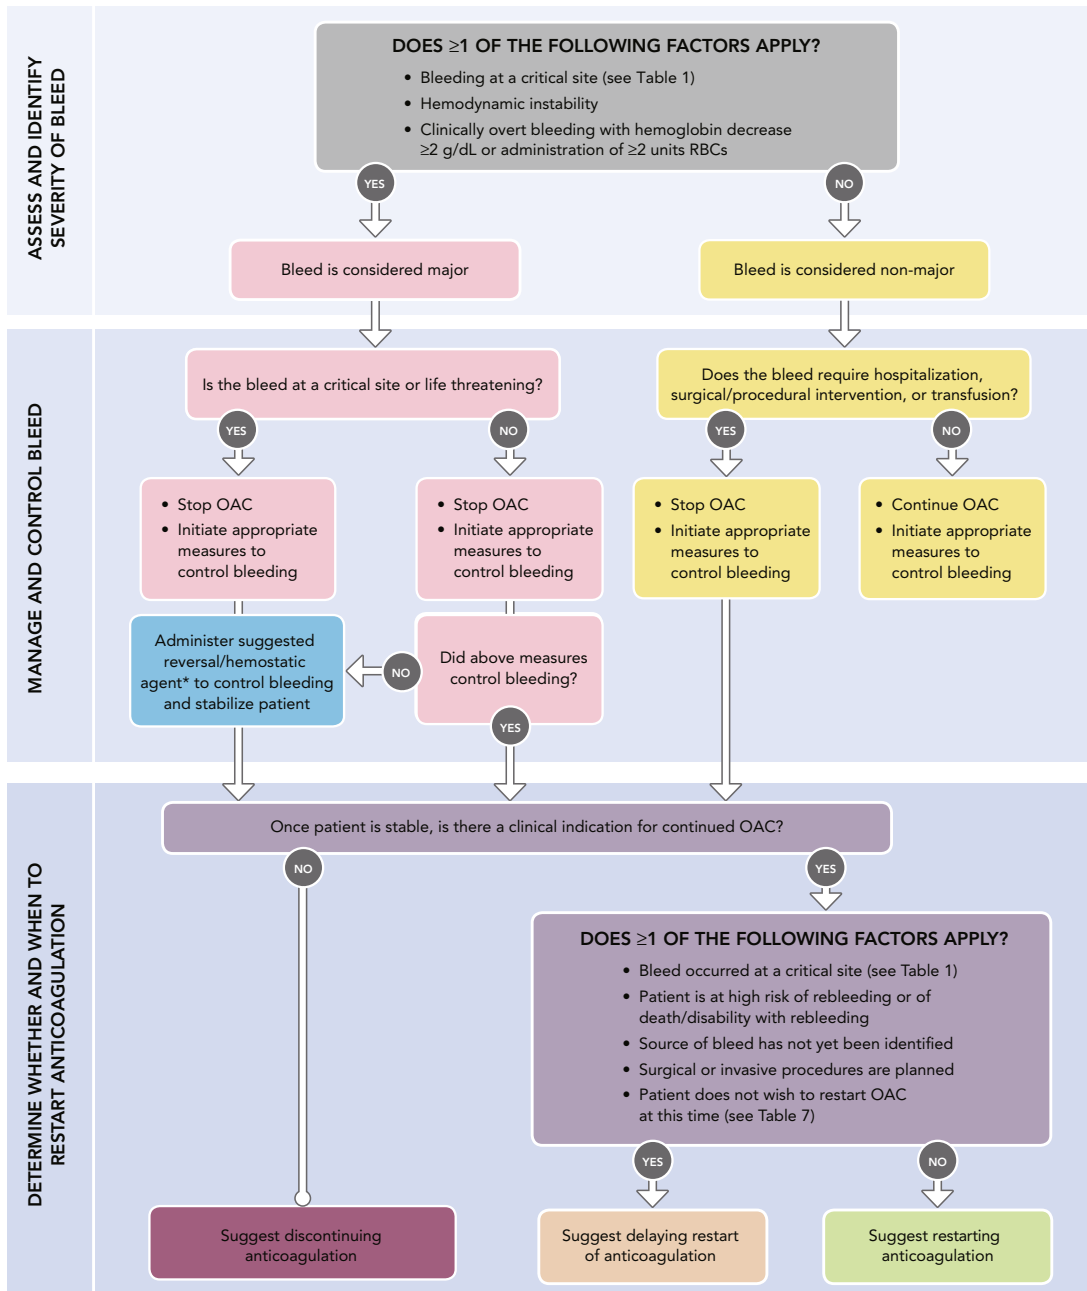 ASSESS AND IDENTIFY
SEVERITY OF BLEED
DOES ≥1 OF THE FOLLOWING FACTORS APPLY?
• Bleeding at a critical site (see Table 1)
• Hemodynamic instability
• Clinically overt bleeding with hemoglobin decrease
≥2 g/dL or administration of ≥2 units RBCs
YES
NO
Bleed is considered major
Bleed is considered non-major
MANAGE AND CONTROL BLEED
Is the bleed at a critical site or life threatening?
Does the bleed require hospitalization,
surgical/procedural intervention, or transfusion?
YES
NO
YES
NO
• Stop OAC
• Initiate appropriate
measures to
control bleeding
• Stop OAC
• Initiate appropriate
measures to
control bleeding
• Stop OAC
• Initiate appropriate
measures to
control bleeding
• Continue OAC
• Initiate appropriate
measures to
control bleeding
Administer suggested
reversal/hemostatic
agent* to control bleeding
and stabilize patient
NO
Did above measures
control bleeding?
YES
DETERMINE WHETHER AND WHEN TO
RESTART ANTICOAGULATION
Once patient is stable, is there a clinical indication for continued OAC?
NO
YES
DOES ≥1 OF THE FOLLOWING FACTORS APPLY?
• Bleed occurred at a critical site (see Table 1)
• Patient is at high risk of rebleeding or of
death/disability with rebleeding
• Source of bleed has not yet been identified
• Surgical or invasive procedures are planned
• Patient does not wish to restart OAC
at this time (see Table 7)
YES
NO
Suggest discontinuing
anticoagulation
Suggest delaying restart
of anticoagulation
Suggest restarting
anticoagulation